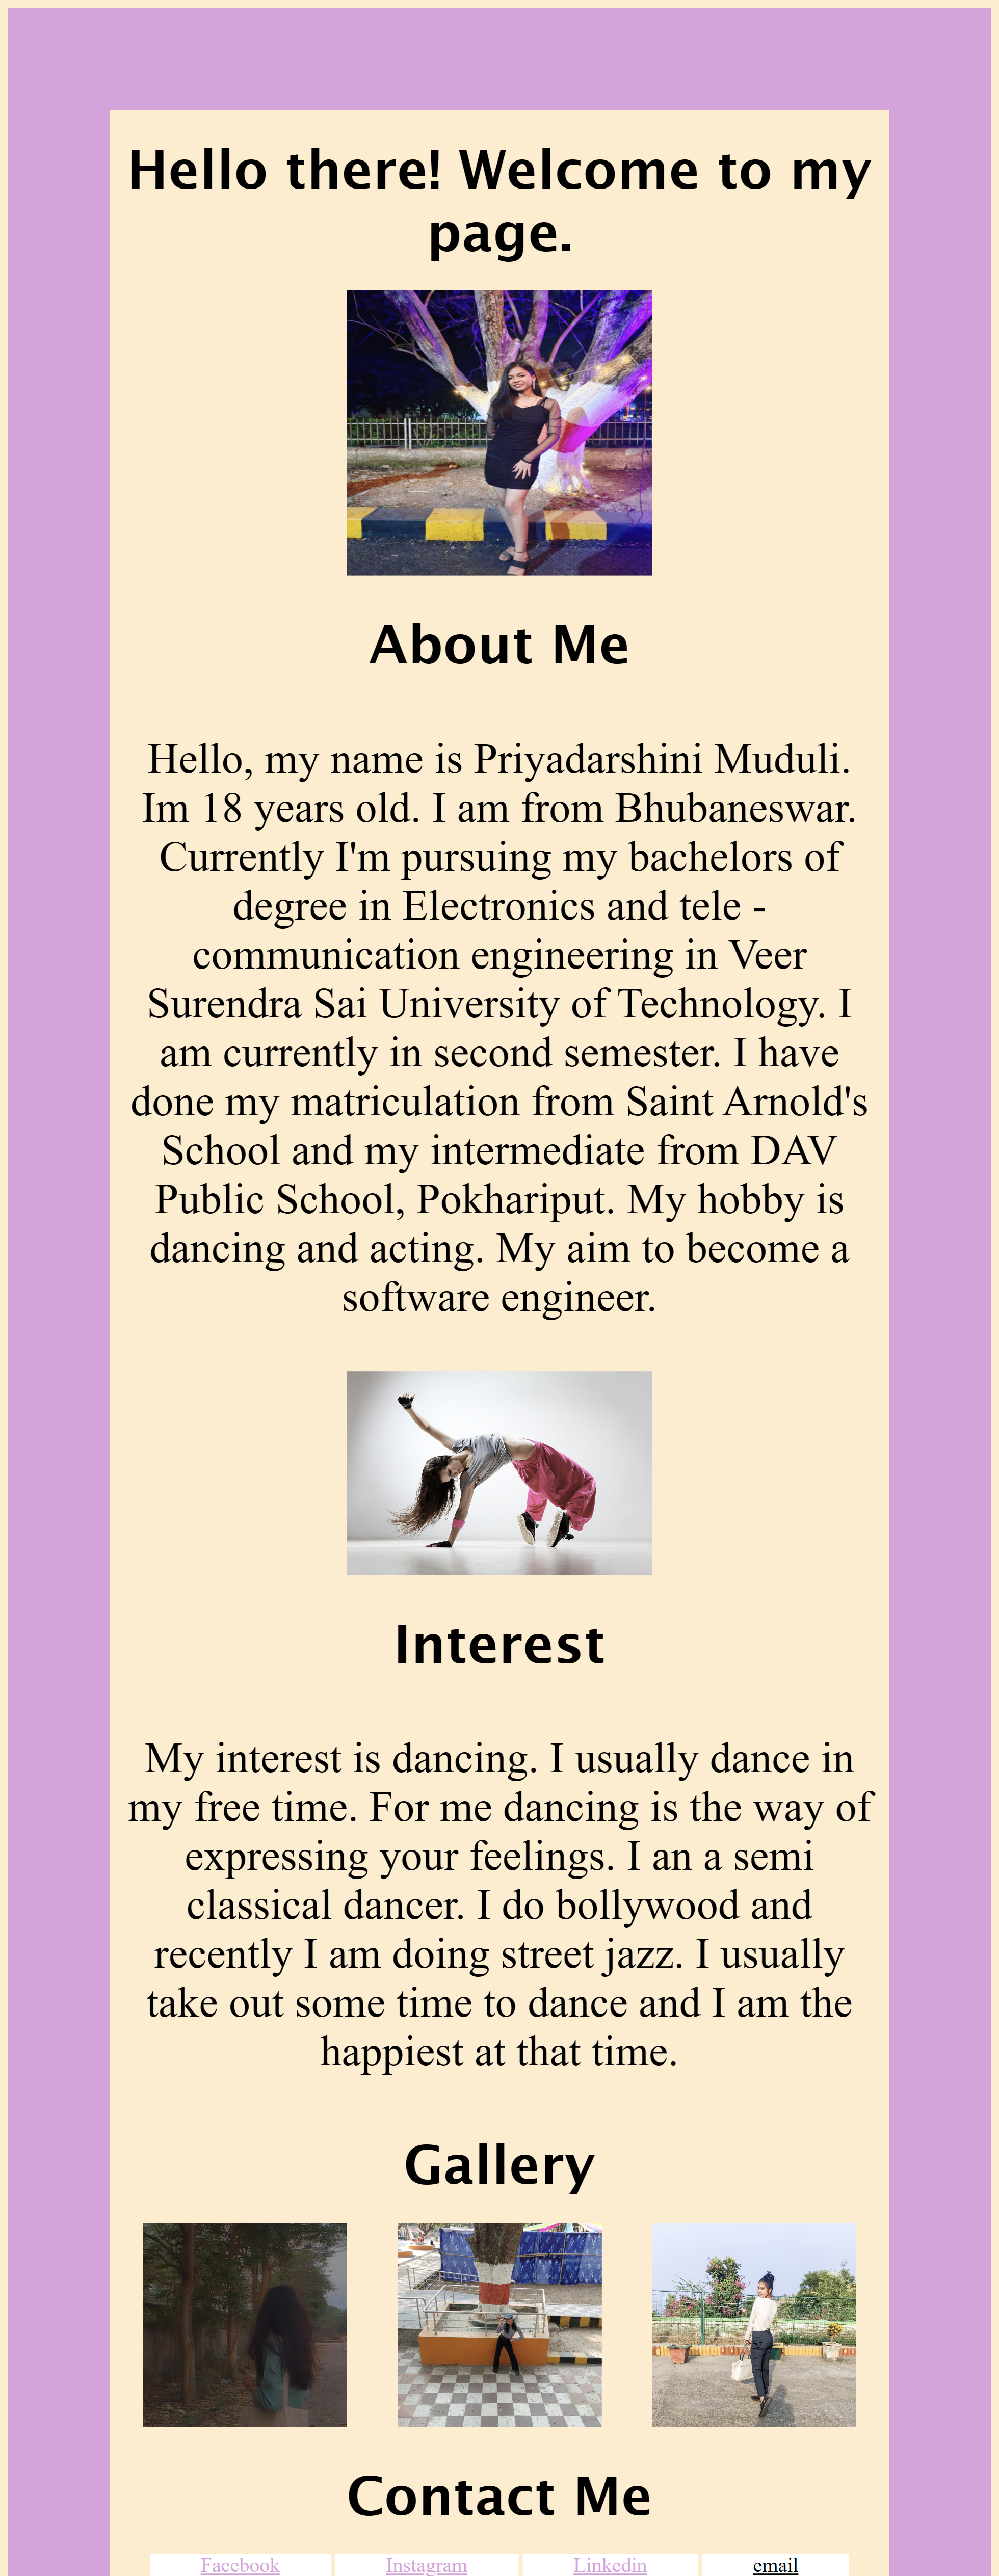 Hello there! Welcome to my
page.
About Me
Hello, my name is Priyadarshini Muduli.
Im 18 years old. I am from Bhubaneswar.
Currently I'm pursuing my bachelors of
degree in Electronics and tele -
communication engineering in Veer
Surendra Sai University of Technology. I
am currently in second semester. I have
done my matriculation from Saint Arnold's
School and my intermediate from DAV
Public School, Pokhariput. My hobby is
dancing and acting. My aim to become a
software engineer.
Interest
My interest is dancing. I usually dance in
my free time. For me dancing is the way of
expressing your feelings. I an a semi
classical dancer. I do bollywood and
recently I am doing street jazz. I usually
take out some time to dance and I am the
happiest at that time.
Gallery
Contact Me
Facebook Instagram Linkedin email